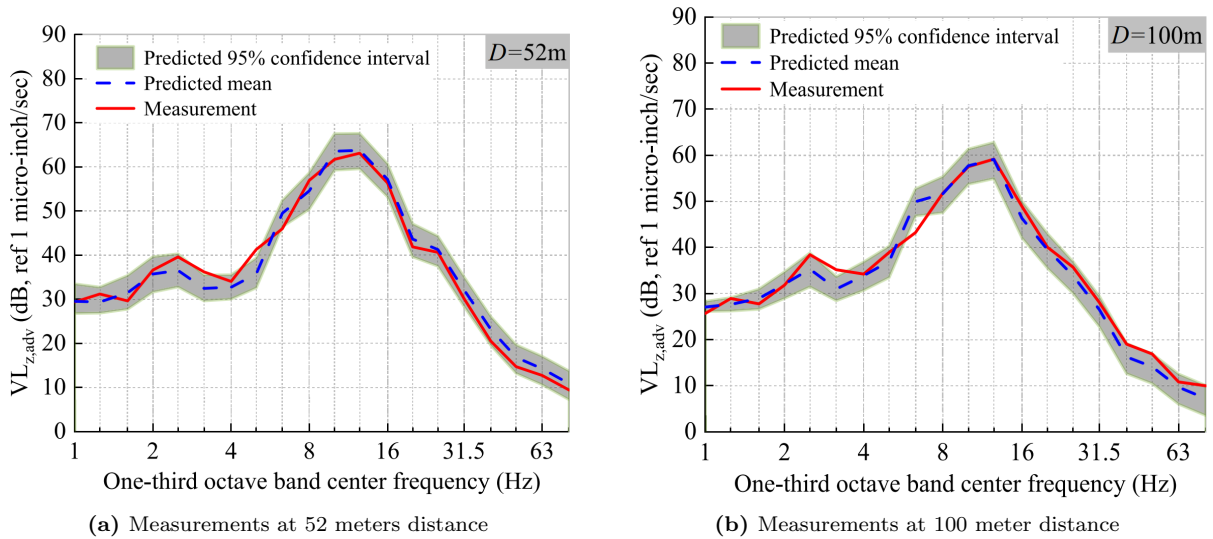 90
80
70
60
50
40
30
20
10
0
VLz,adv (dB, ref 1 micro-inch/sec)
Predicted 95% confidence interval
Predicted mean
Measurement
D=52m
1 2 4 8 16 31.5 63
One-third octave band center frequency (Hz)
(a) Measurements at 52 meters distance
90
80
70
60
50
40
30
20
10
0
VLz,adv (dB, ref 1 micro-inch/sec)
Predicted 95% confidence interval
Predicted mean
Measurement
D=100m
1 2 4 8 16 31.5 63
One-third octave band center frequency (Hz)
(b) Measurements at 100 meter distance